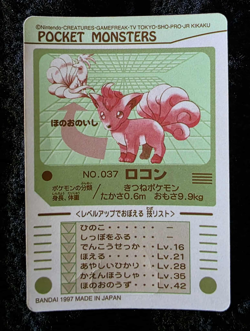 ©Nintendo・CREATURES・GAMEFREAK・TV TOKYO・SHO-PRO・JR KIKAKU
POCKET MONSTERS
ほのおのいし
NO.037 ロコン
ポケモンの分類 きつねポケモン
身長、体重 たかさ0.6m おもさ9.9kg
<レベルアップでおぼえる 技リスト>
ひのこ ・・・・・・・・・ ―
しっぽをふる・・・・・ ―
でんこうせっか・・・Lv.16
ほえる ・・・・・・・・・Lv.21
あやしいひかり・・・Lv.28
かえんほうしゃ・・・Lv.35
ほのおのうず・・・・・Lv.42
BANDAI 1997 MADE IN JAPAN